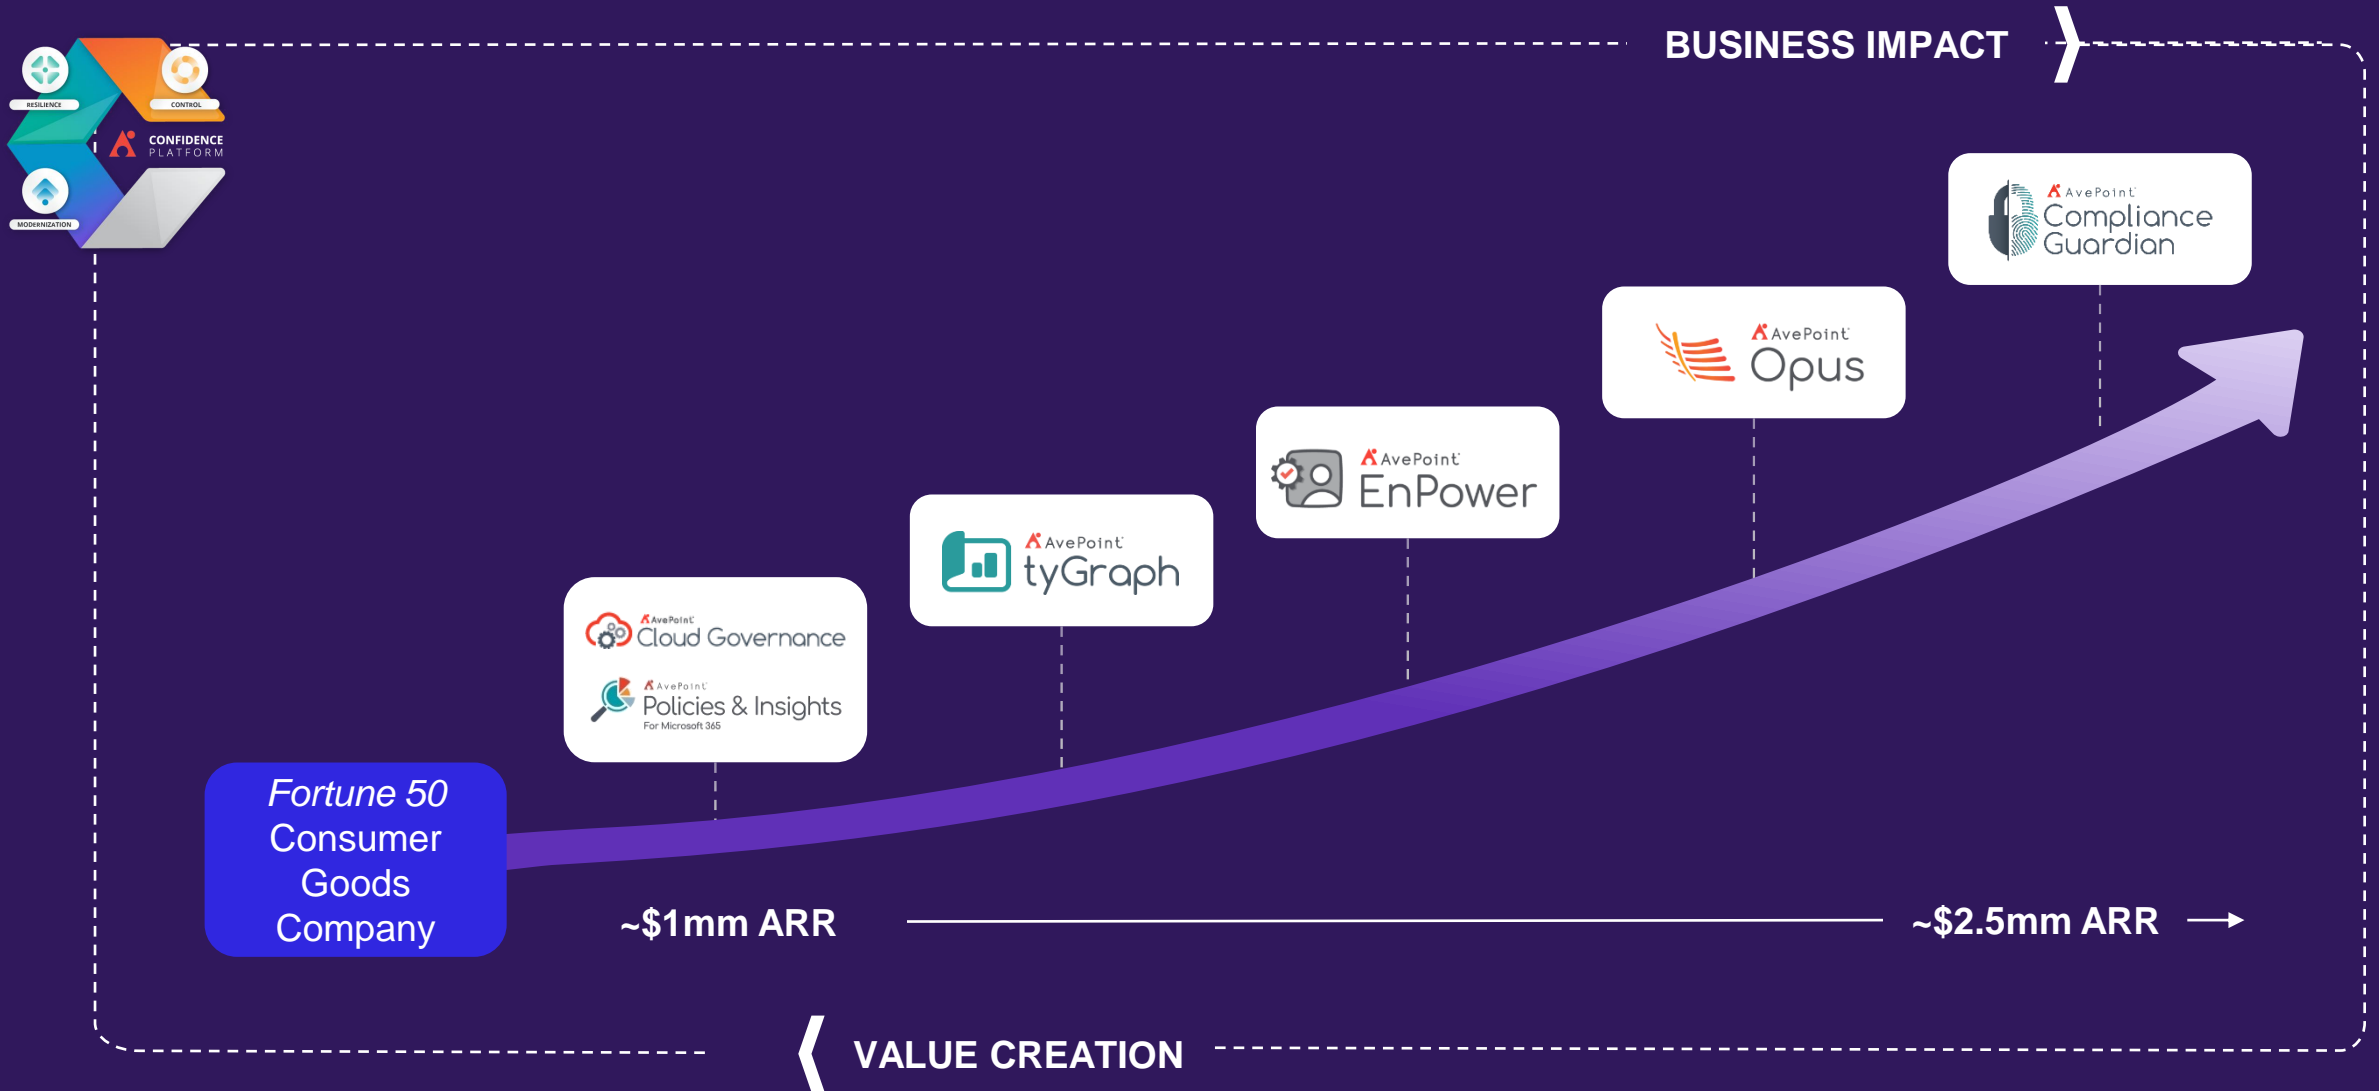 BUSINESS IMPACT
RESILIENCE
CONTROL
CONFIDENCE
PLATFORM
MODERNIZATION
AvePoint
Compliance
Guardian
AvePoint
Opus
AvePoint
EnPower
AvePoint
tyGraph
AvePoint
Cloud Governance
AvePoint
Policies & Insights
For Microsoft 365
Fortune 50
Consumer
Goods
Company
~$1mm ARR
~$2.5mm ARR
VALUE CREATION